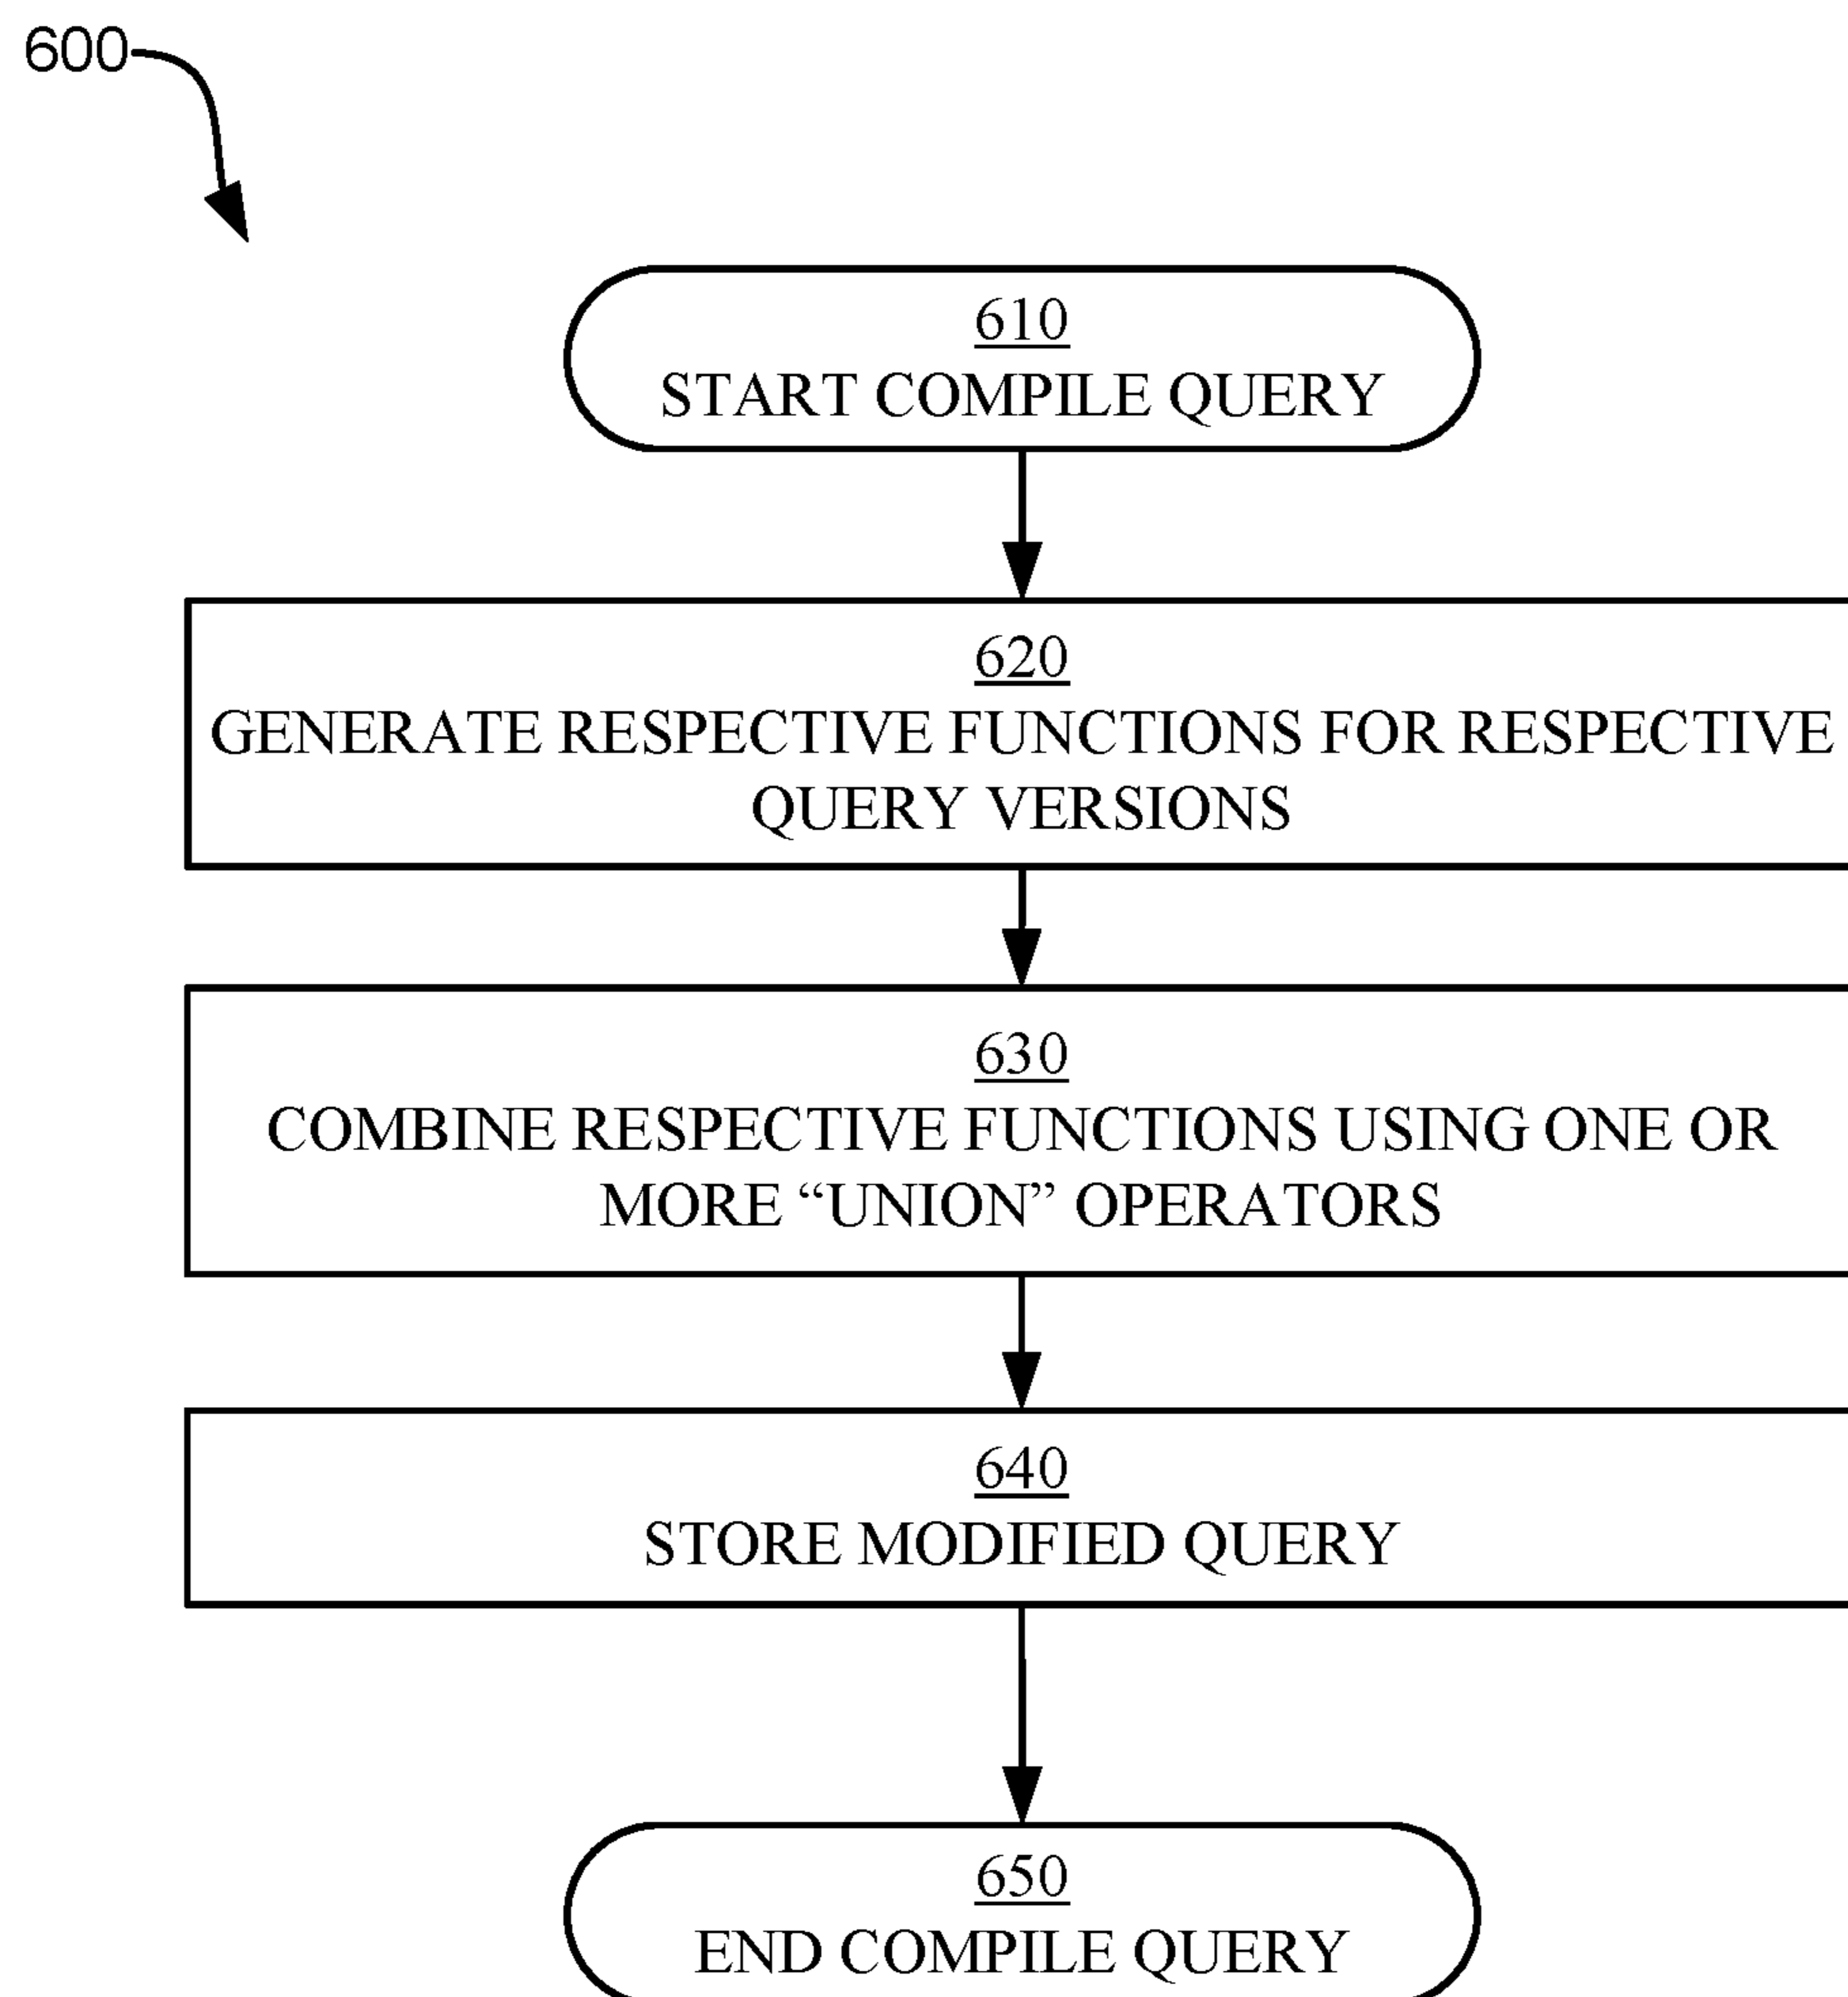 600
610
START COMPILE QUERY
620
GENERATE RESPECTIVE FUNCTIONS FOR RESPECTIVE
QUERY VERSIONS
630
COMBINE RESPECTIVE FUNCTIONS USING ONE OR
MORE “UNION” OPERATORS
640
STORE MODIFIED QUERY
650
END COMPILE QUERY